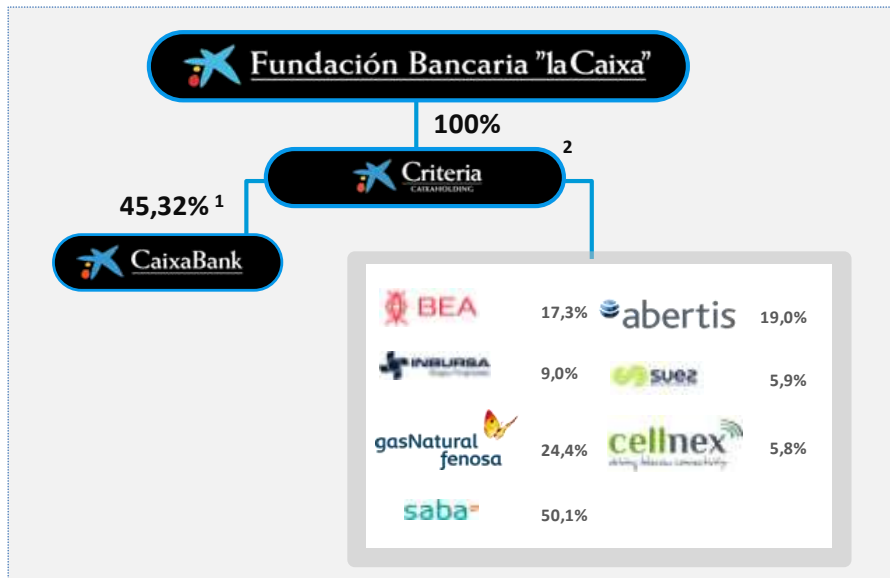 Fundación Bancaria "la Caixa"
100%
2
Criteria
CAIXAHOLDING
45,32% 1
CaixaBank
BEA 17,3%
abertis 19,0%
INBURSA
9,0%
suez 5,9%
gasNatural
fenosa 24,4%
cellnex 5,8%
saba 50,1%